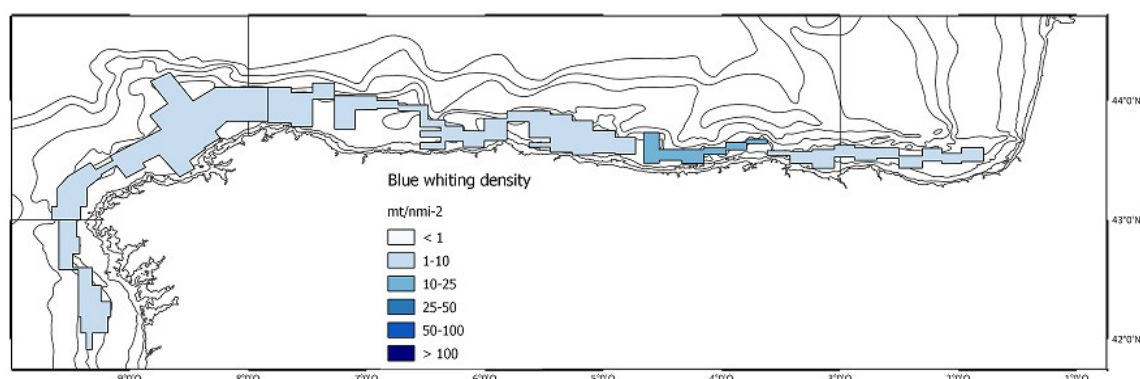 44°0'N
Blue whiting density
mt/nmi-2
< 1
1-10
10-25
25-50
50-100
> 100
43°0'N
42°0'N